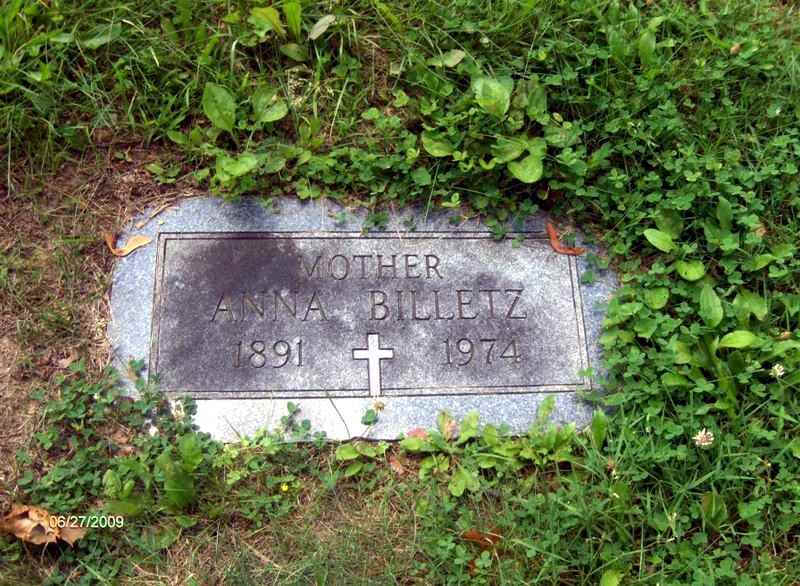 MOTHER
ANNA BILLETZ
1891 1974
06/27/2009